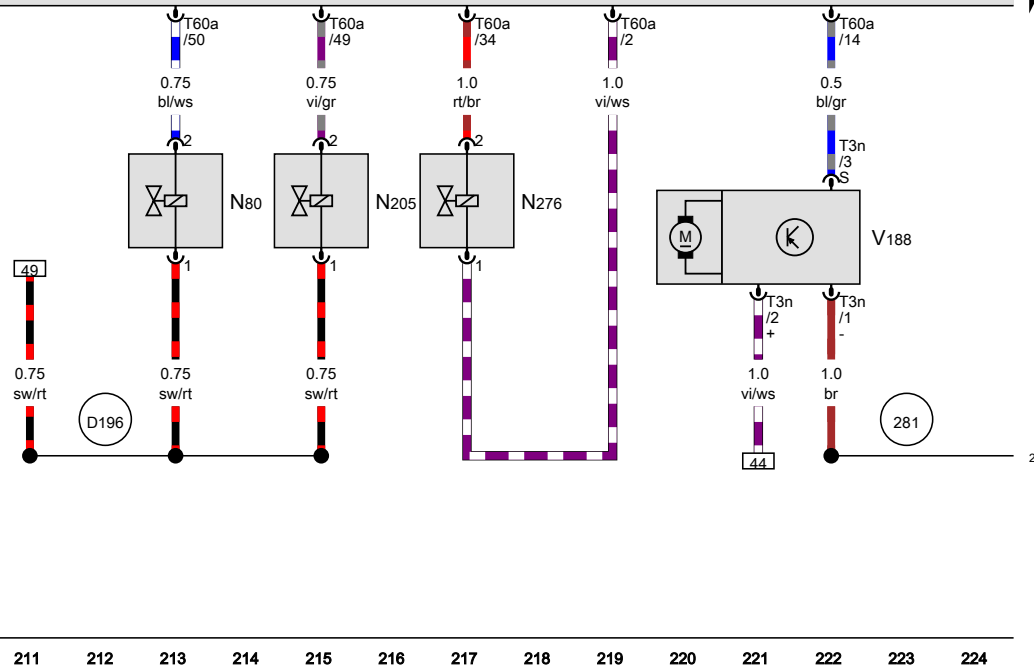 T60a T60a T60a T60a T60a
/50 /49 /34 /2 /14
0.75 0.75 1.0 1.0 0.5
bl/ws vi/gr rt/br vi/ws bl/gr
2 2 2 T3n
/3
S
N80 N205 N276 M V188
49 1 1 1
T3n T3n
/2 /1
+ -
0.75 0.75 0.75 1.0 1.0
sw/rt sw/rt sw/rt vi/ws br
D196 281
44 2
211 212 213 214 215 216 217 218 219 220 221 222 223 224